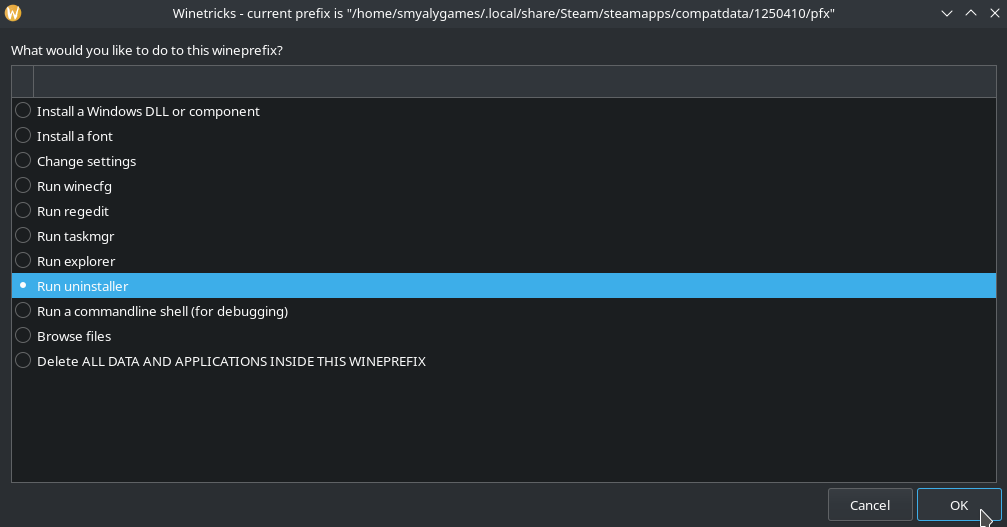 Winetricks - current prefix is "/home/smyalygames/.local/share/Steam/steamapps/compatdata/1250410/pfx"
What would you like to do to this wineprefix?
Install a Windows DLL or component
Install a font
Change settings
Run winecfg
Run regedit
Run taskmgr
Run explorer
Run uninstaller
Run a commandline shell (for debugging)
Browse files
Delete ALL DATA AND APPLICATIONS INSIDE THIS WINEPREFIX
Cancel OK